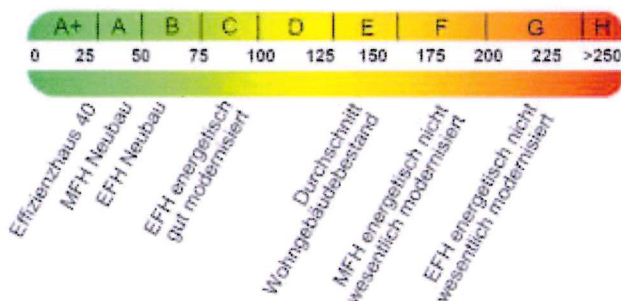 A+ A B C D E F G H
0 25 50 75 100 125 150 175 200 225 >250
Effizienzhaus 40
MFH Neubau
EFH Neubau
EFH energetisch
gut modernisiert
Durchschnitt
Wohngebäudebestand
MFH energetisch nicht
wesentlich modernisiert
EFH energetisch nicht
wesentlich modernisiert